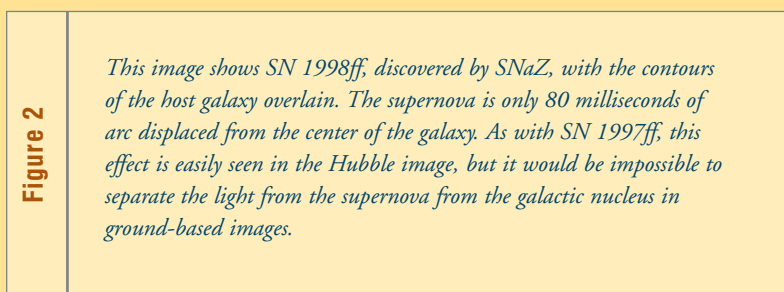 Figure 2
This image shows SN 1998ff, discovered by SNaZ, with the contours
of the host galaxy overlain. The supernova is only 80 milliseconds of
arc displaced from the center of the galaxy. As with SN 1997ff, this
effect is easily seen in the Hubble image, but it would be impossible to
separate the light from the supernova from the galactic nucleus in
ground-based images.